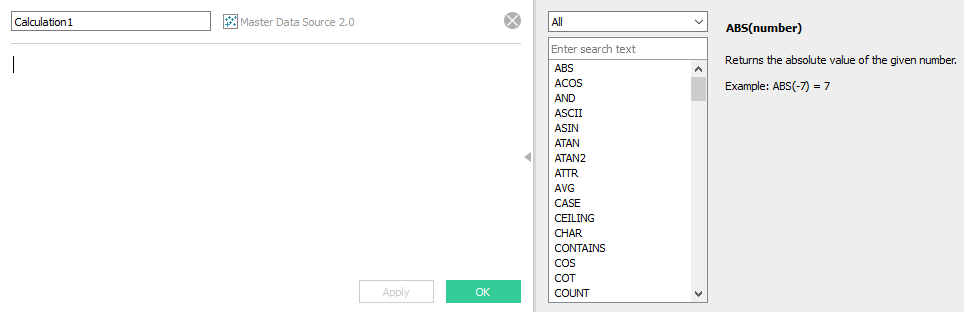 Calculation1
Master Data Source 2.0
Apply
OK
All
Enter search text
ABS
ACOS
AND
ASCII
ASIN
ATAN
ATAN2
ATTR
AVG
CASE
CEILING
CHAR
CONTAINS
COS
COT
COUNT
ABS(number)
Returns the absolute value of the given number.
Example: ABS(-7) = 7